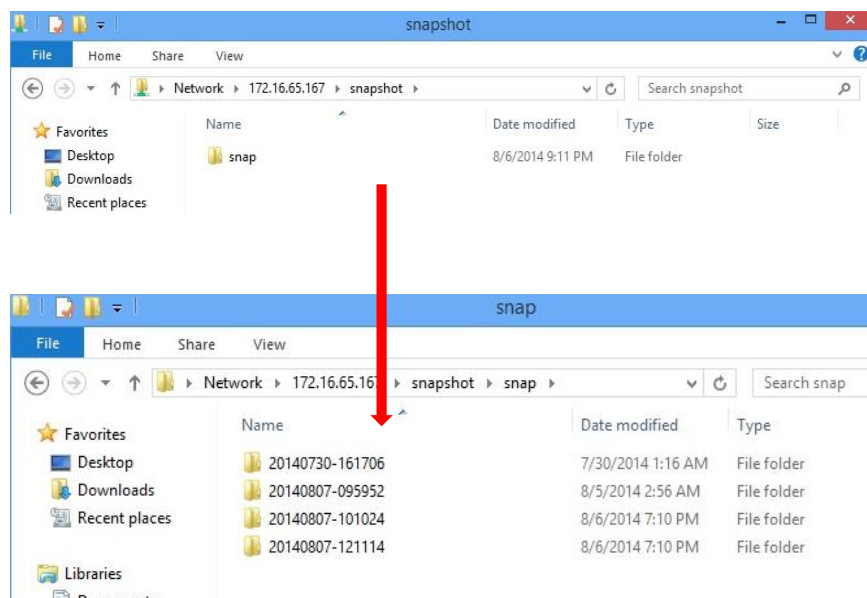 snapshot
File Home Share View
Network 172.16.65.167 snapshot Search snapshot
Name Date modified Type Size
Favorites
Desktop snap 8/6/2014 9:11 PM File folder
Downloads
Recent places
snap
File Home Share View
Network 172.16.65.167 snapshot snap Search snap
Name Date modified Type
Favorites
Desktop 20140730-161706 7/30/2014 1:16 AM File folder
Downloads 20140807-095952 8/5/2014 2:56 AM File folder
Recent places 20140807-101024 8/6/2014 7:10 PM File folder
20140807-121114 8/6/2014 7:10 PM File folder
Libraries